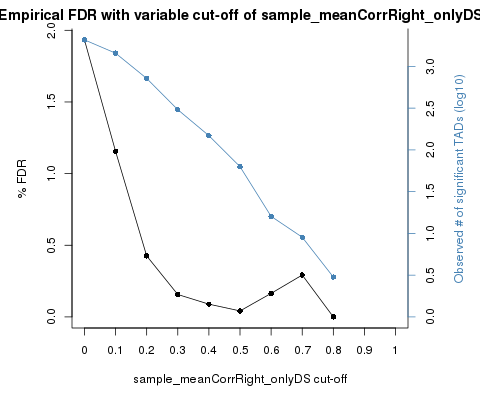 Empirical FDR with variable cut-off of sample_meanCorrRight_onlyDS
% FDR
2.0
1.5
1.0
0.5
0.0
3.0
2.5
2.0
1.5
1.0
0.5
0.0
Observed # of significant TADs (log10)
0 0.1 0.2 0.3 0.4 0.5 0.6 0.7 0.8 0.9 1
sample_meanCorrRight_onlyDS cut-off